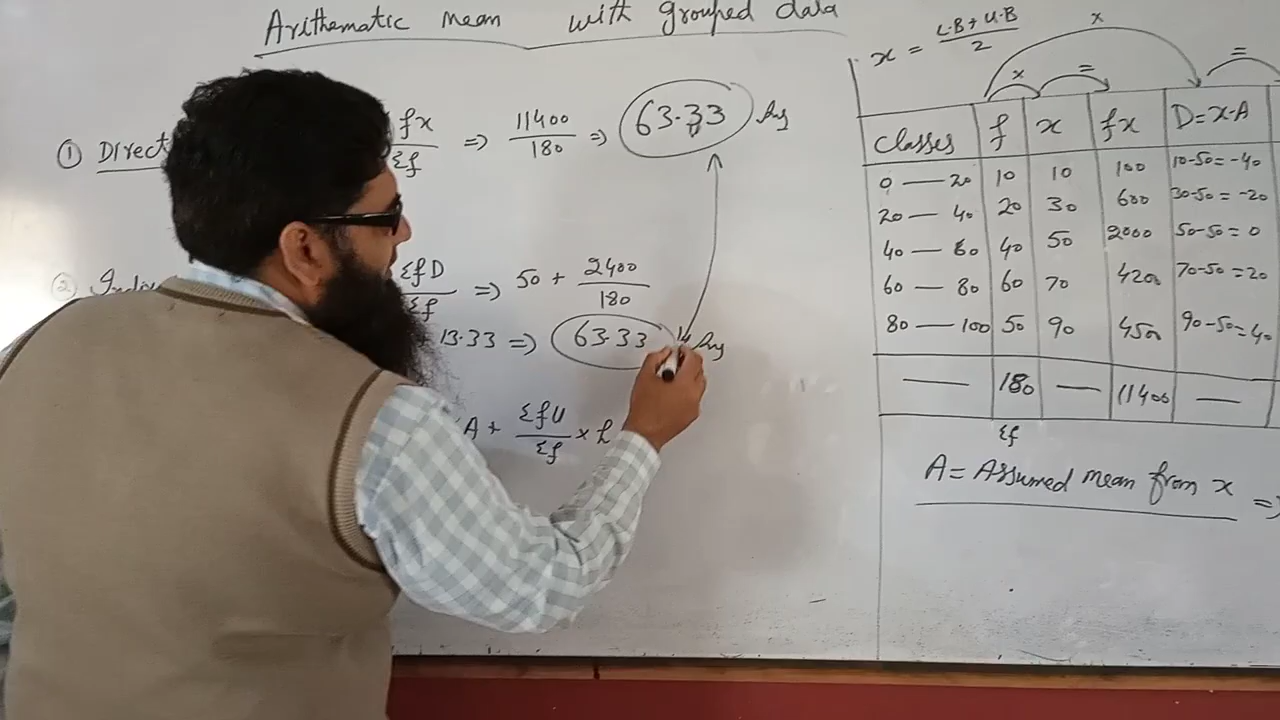 Arithematic mean with grouped data
① Direct
fx
Σf
=> 11400 / 180 => 63.33 Ans
②
ΣfD
Σf
=> 50 + 2400 / 180
+ 13.33 => 63.33 Ans
A + ΣfU / Σf × h
x = L.B + U.B / 2
x = x =
Classes f x fx D=x-A
0 — 20 10 10 100 10-50=-40
20 — 40 20 30 600 30-50=-20
40 — 60 40 50 2000 50-50=0
60 — 80 60 70 4200 70-50=20
80 — 100 50 90 4500 90-50=40
— 180 — 11400 —
Σf
A = Assumed mean from x =>